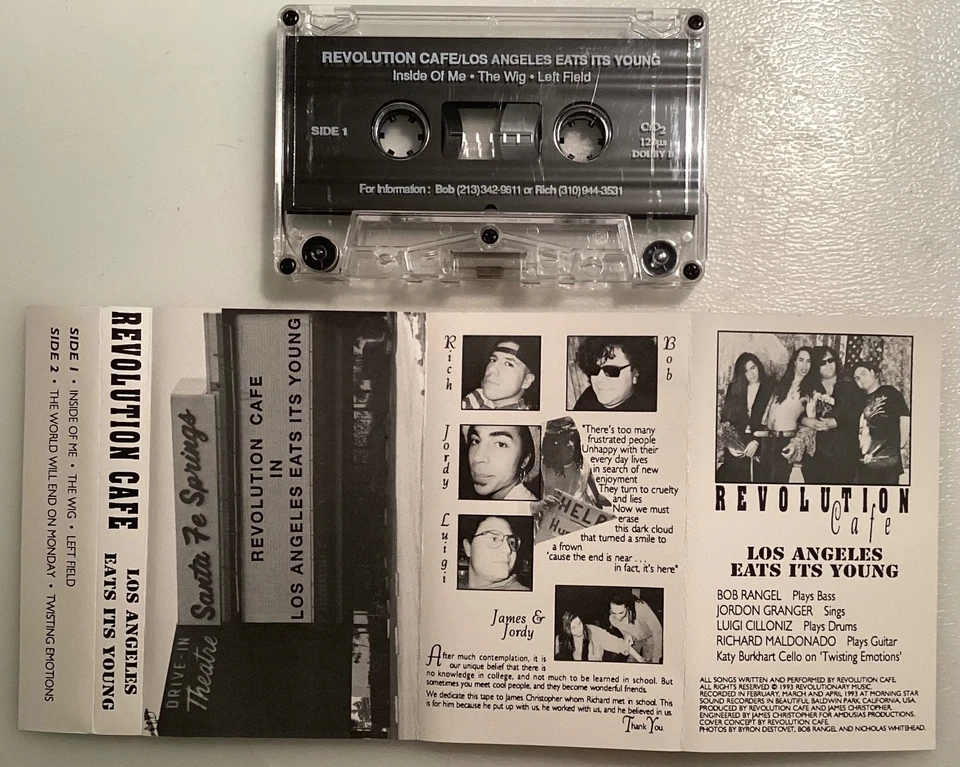 REVOLUTION CAFE/LOS ANGELES EATS ITS YOUNG
Inside Of Me • The Wig • Left Field
SIDE 1
CrO2
120µs
DOLBY B
For Information : Bob (213)342-9611 or Rich (310)944-3531
SIDE 1 • INSIDE OF ME • THE WIG • LEFT FIELD
SIDE 2 • THE WORLD WILL END ON MONDAY • TWISTING EMOTIONS
REVOLUTION CAFE
LOS ANGELES
EATS ITS YOUNG
Santa Fe Springs
DRIVE-IN
Theatre
REVOLUTION CAFE
IN
LOS ANGELES EATS ITS YOUNG
Rich
Bob
Jordy
Luigi
"There's too many
frustrated people
Unhappy with their
every day lives
in search of new
enjoyment
They turn to cruelty
and lies
Now we must
erase
this dark cloud
that turned a smile to
a frown
'cause the end is near . . .
in fact, it's here"
HELP
James &
Jordy
After much contemplation, it is
our unique belief that there is
no knowledge in college, and not much to be learned in school. But
sometimes you meet cool people, and they become wonderful friends.
We dedicate this tape to James Christopher whom Richard met in school. This
is for him because he put up with us, he worked with us, and he believed in us.
Thank You.
REVOLUTION
Cafe
LOS ANGELES
EATS ITS YOUNG
BOB RANGEL Plays Bass
JORDON GRANGER Sings
LUIGI CILLONIZ Plays Drums
RICHARD MALDONADO Plays Guitar
Katy Burkhart Cello on 'Twisting Emotions'
ALL SONGS WRITTEN AND PERFORMED BY REVOLUTION CAFE.
ALL RIGHTS RESERVED © 1993 REVOLUTIONARY MUSIC.
RECORDED IN FEBRUARY, MARCH AND APRIL 1993 AT MORNING STAR
SOUND RECORDERS IN BEAUTIFUL BALDWIN PARK, CALIFORNIA, USA.
PRODUCED BY REVOLUTION CAFE AND JAMES CHRISTOPHER.
ENGINEERED BY JAMES CHRISTOPHER FOR AMDUSIAS PRODUCTIONS.
COVER CONCEPT BY REVOLUTION CAFE.
PHOTOS BY BYRON DESTOVET, BOB RANGEL AND NICHOLAS WHITEHEAD.